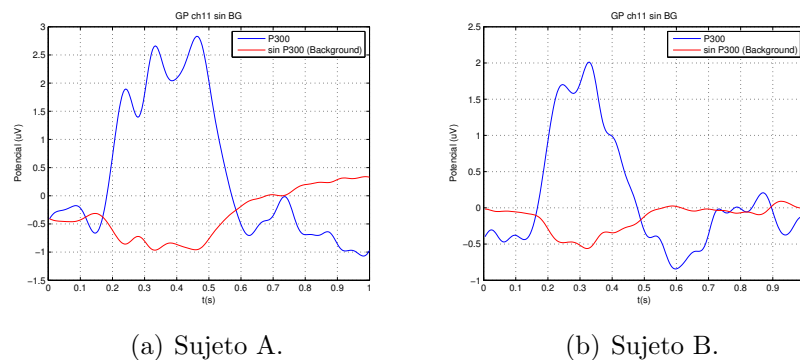 GP ch11 sin BG
P300
sin P300 (Background)
Potencial (uV)
3
2.5
2
1.5
1
0.5
0
−0.5
−1
−1.5
0 0.1 0.2 0.3 0.4 0.5 0.6 0.7 0.8 0.9 1
t(s)
(a) Sujeto A.
GP ch11 sin BG
P300
sin P300 (Background)
Potencial (uV)
2.5
2
1.5
1
0.5
0
−0.5
−1
0 0.1 0.2 0.3 0.4 0.5 0.6 0.7 0.8 0.9
t(s)
(b) Sujeto B.